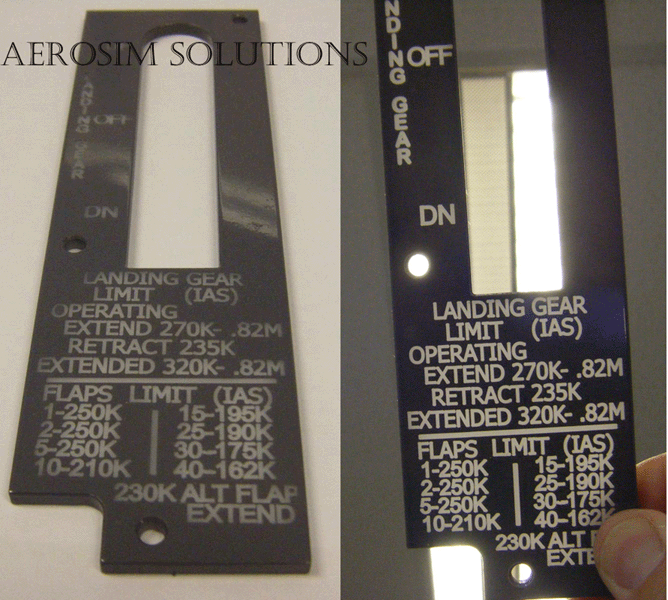 AEROSIM SOLUTIONS
LANDING GEAR
OFF
DN
LANDING GEAR
LIMIT (IAS)
OPERATING
EXTEND 270K- .82M
RETRACT 235K
EXTENDED 320K- .82M
FLAPS LIMIT (IAS)
1-250K 15-195K
2-250K 25-190K
5-250K 30-175K
10-210K 40-162K
230K ALT FLAP
EXTEND
NDING GEAR
OFF
DN
LANDING GEAR
LIMIT (IAS)
OPERATING
EXTEND 270K- .82M
RETRACT 235K
EXTENDED 320K- .82M
FLAPS LIMIT (IAS)
1-250K 15-195K
2-250K 25-190K
5-250K 30-175K
10-210K 40-162K
230K ALT F
EXTE